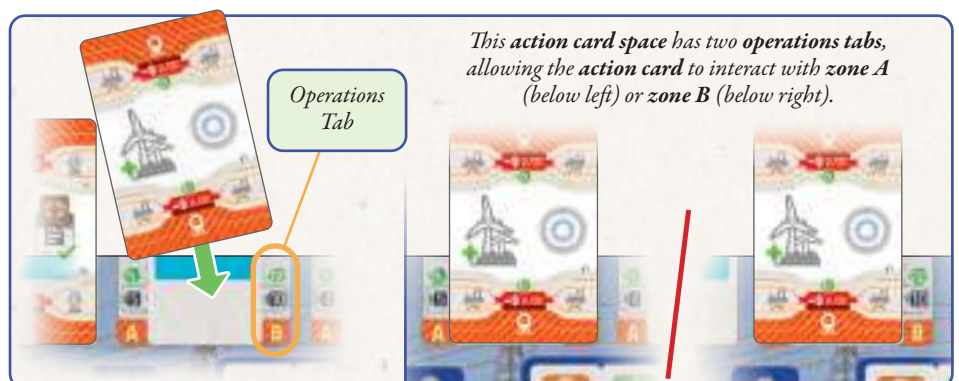 This action card space has two operations tabs,
allowing the action card to interact with zone A
(below left) or zone B (below right).
Operations
Tab
A
B
A
A
A
B